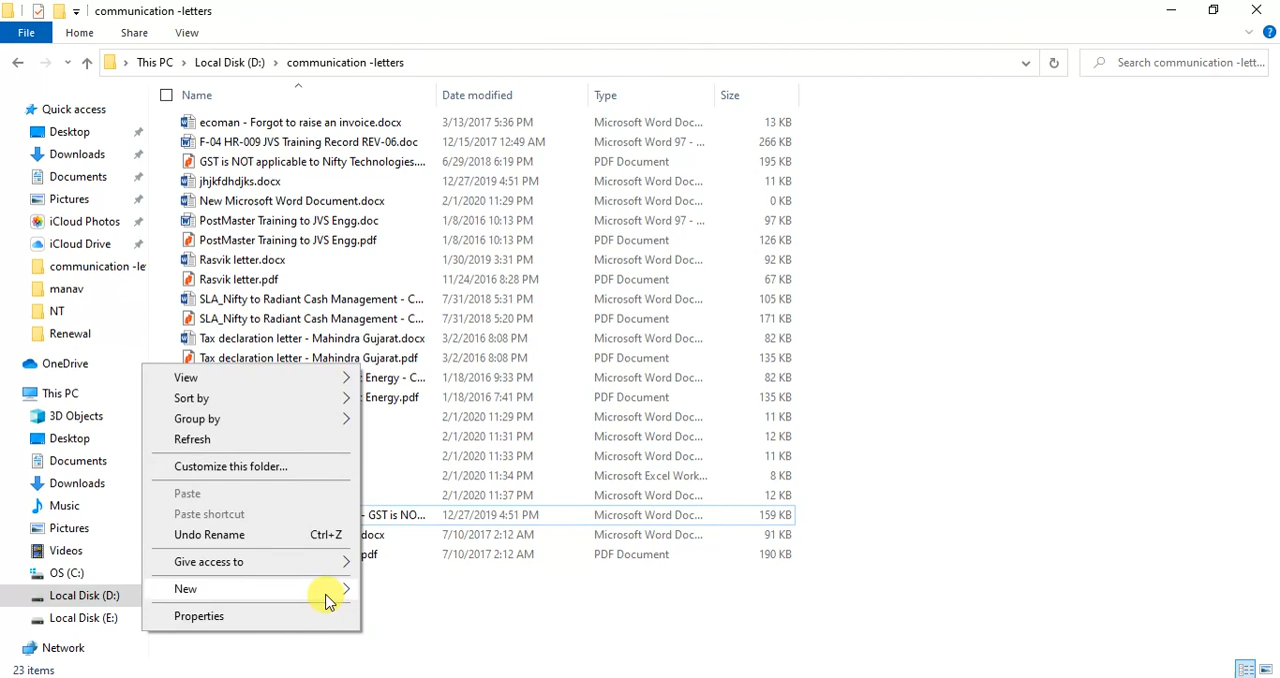 communication -letters
File Home Share View
This PC Local Disk (D:) communication -letters Search communication -lett...
Quick access
Desktop
Downloads
Documents
Pictures
iCloud Photos
iCloud Drive
communication -le
manav
NT
Renewal
OneDrive
This PC
3D Objects
Desktop
Documents
Downloads
Music
Pictures
Videos
OS (C:)
Local Disk (D:)
Local Disk (E:)
Network
Name Date modified Type Size
ecoman - Forgot to raise an invoice.docx 3/13/2017 5:36 PM Microsoft Word Doc... 13 KB
F-04 HR-009 JVS Training Record REV-06.doc 12/15/2017 12:49 AM Microsoft Word 97 - ... 266 KB
GST is NOT applicable to Nifty Technologies.... 6/29/2018 6:19 PM PDF Document 195 KB
jhjkfdhdjks.docx 12/27/2019 4:51 PM Microsoft Word Doc... 11 KB
New Microsoft Word Document.docx 2/1/2020 11:29 PM Microsoft Word Doc... 0 KB
PostMaster Training to JVS Engg.doc 1/8/2016 10:13 PM Microsoft Word 97 - ... 97 KB
PostMaster Training to JVS Engg.pdf 1/8/2016 10:13 PM PDF Document 126 KB
Rasvik letter.docx 1/30/2019 3:31 PM Microsoft Word Doc... 92 KB
Rasvik letter.pdf 11/24/2016 8:28 PM PDF Document 67 KB
SLA_Nifty to Radiant Cash Management - C... 7/31/2018 5:31 PM Microsoft Word Doc... 105 KB
SLA_Nifty to Radiant Cash Management - C... 7/31/2018 5:20 PM PDF Document 171 KB
Tax declaration letter - Mahindra Gujarat.docx 3/2/2016 8:08 PM Microsoft Word Doc... 82 KB
Tax declaration letter - Mahindra Gujarat.pdf 3/2/2016 8:08 PM PDF Document 135 KB
Energy - C... 1/18/2016 9:33 PM Microsoft Word Doc... 82 KB
Energy.pdf 1/18/2016 7:41 PM PDF Document 135 KB
2/1/2020 11:29 PM Microsoft Word Doc... 11 KB
2/1/2020 11:31 PM Microsoft Word Doc... 12 KB
2/1/2020 11:33 PM Microsoft Word Doc... 11 KB
2/1/2020 11:34 PM Microsoft Excel Work... 8 KB
2/1/2020 11:37 PM Microsoft Word Doc... 12 KB
- GST is NO... 12/27/2019 4:51 PM Microsoft Word Doc... 159 KB
docx 7/10/2017 2:12 AM Microsoft Word Doc... 91 KB
pdf 7/10/2017 2:12 AM PDF Document 190 KB
View
Sort by
Group by
Refresh
Customize this folder...
Paste
Paste shortcut
Undo Rename Ctrl+Z
Give access to
New
Properties
23 items